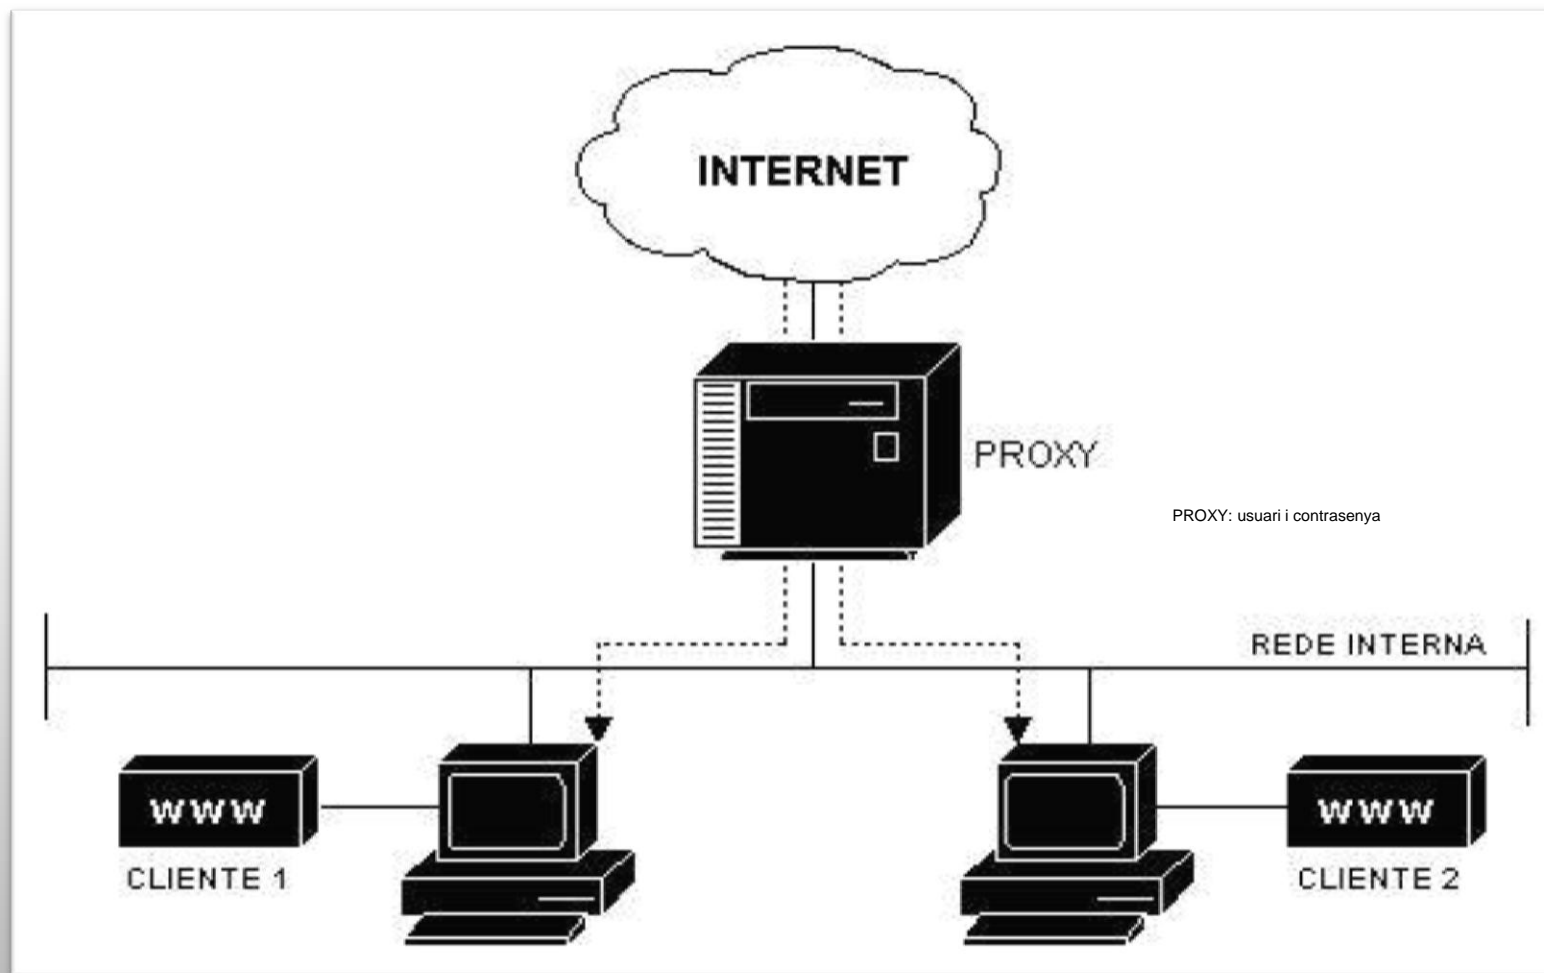 INTERNET
PROXY
PROXY: usuari i contrasenya
REDE INTERNA
WWW
WWW
CLIENTE 1
CLIENTE 2